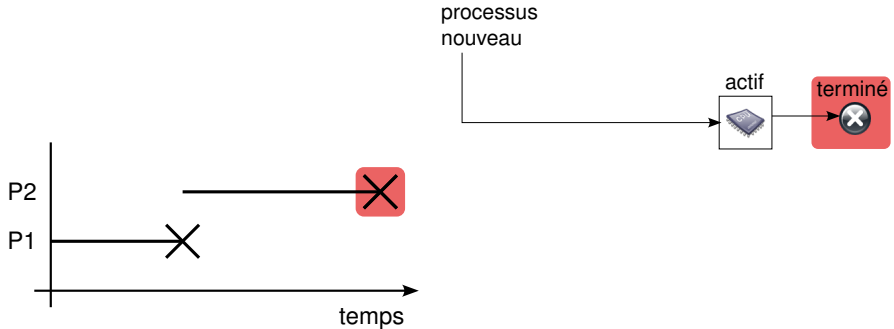 processus
nouveau
actif
terminé
P2
P1
temps